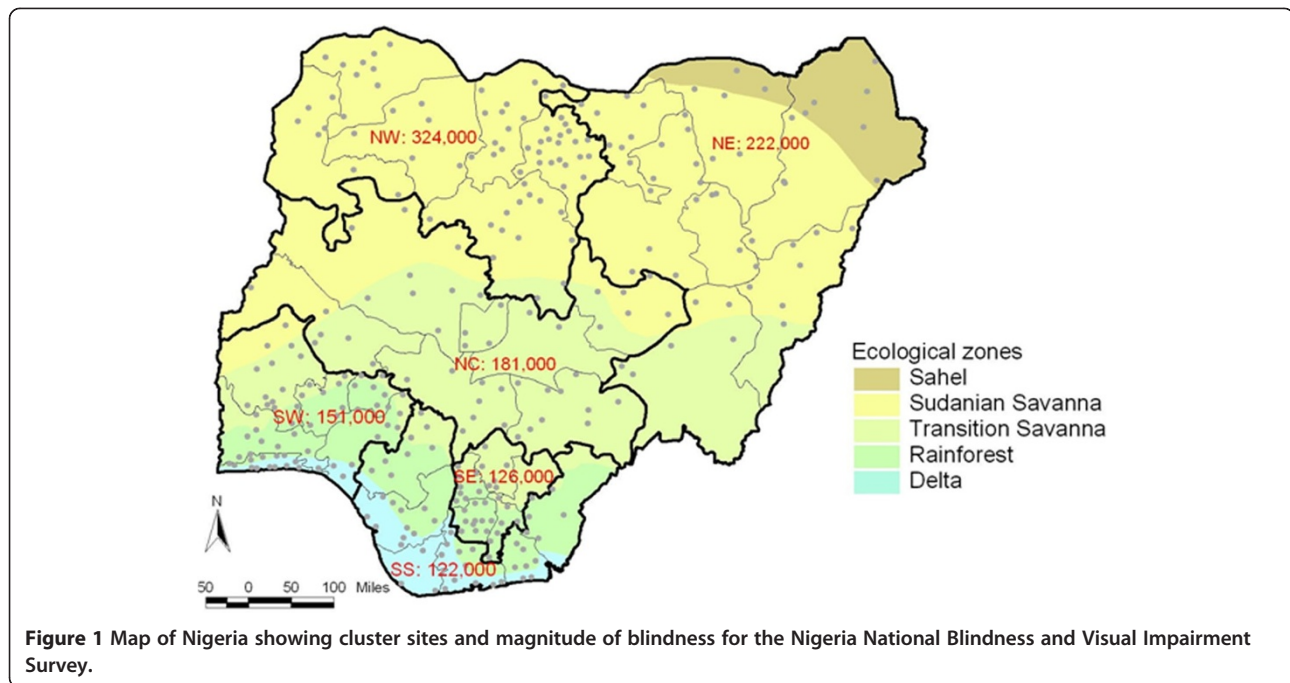 NW: 324,000
NE: 222,000
NC: 181,000
SW: 151,000
SE: 126,000
SS: 122,000
Ecological zones
Sahel
Sudanian Savanna
Transition Savanna
Rainforest
Delta
N
50 0 50 100 Miles
Figure 1 Map of Nigeria showing cluster sites and magnitude of blindness for the Nigeria National Blindness and Visual Impairment
Survey.